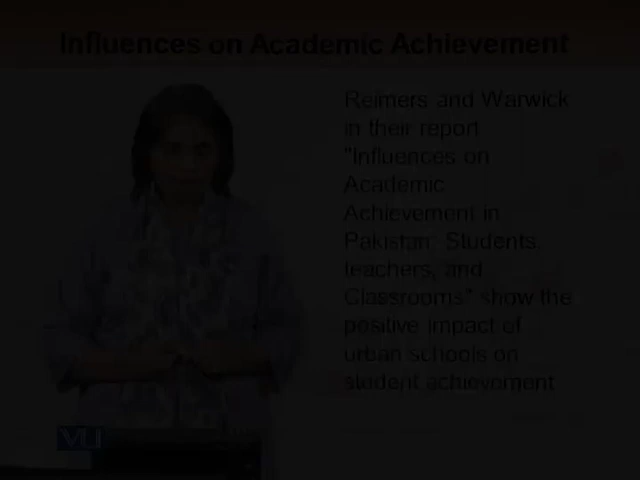 Influences on Academic Achievement
Reimers and Warwick
in their report
"Influences on
Academic
Achievement in
Pakistan: Students,
teachers, and
Classrooms" show the
positive impact of
urban schools on
student achievement
VU